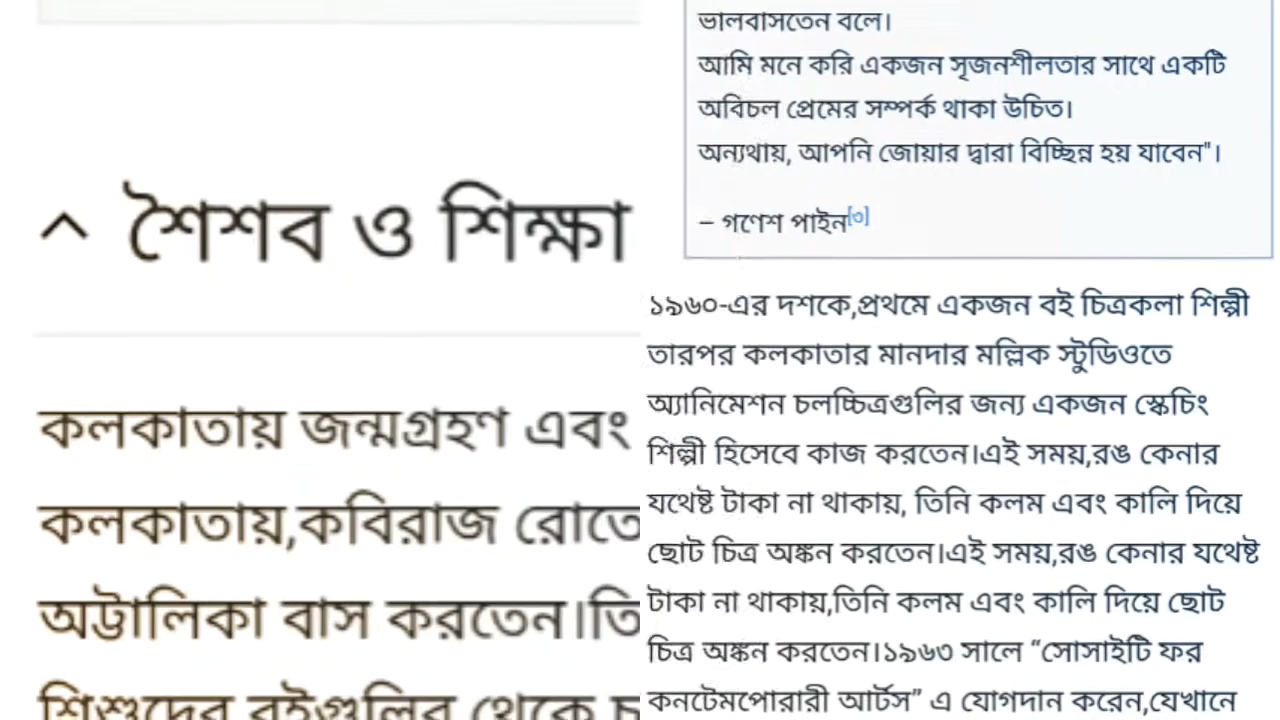 ^ শৈশব ও শিক্ষা
কলকাতায় জন্মগ্রহণ এবং
কলকাতায়,কবিরাজ
অট্টালিকা বাস করতেন।
শিশুদের বইগুলির থেকে
ভালবাসতেন বলে।
আমি মনে করি একজন সৃজনশীলতার সাথে একটি
অবিচল প্রেমের সম্পর্ক থাকা উচিত।
অন্যথায়, আপনি জোয়ার দ্বারা বিচ্ছিন্ন হয় যাবেন"।
– গণেশ পাইন[৩]
১৯৬০-এর দশকে,প্রথমে একজন বই চিত্রকলা শিল্পী
তারপর কলকাতার মানদার মল্লিক স্টুডিওতে
অ্যানিমেশন চলচ্চিত্রগুলির জন্য একজন স্কেচিং
শিল্পী হিসেবে কাজ করতেন।এই সময়,রঙ কেনার
যথেষ্ট টাকা না থাকায়, তিনি কলম এবং কালি দিয়ে
ছোট চিত্র অঙ্কন করতেন।এই সময়,রঙ কেনার যথেষ্ট
টাকা না থাকায়,তিনি কলম এবং কালি দিয়ে ছোট
চিত্র অঙ্কন করতেন।১৯৬৩ সালে “সোসাইটি ফর
কনটেমপোরারী আর্টস” এ যোগদান করেন,যেখানে